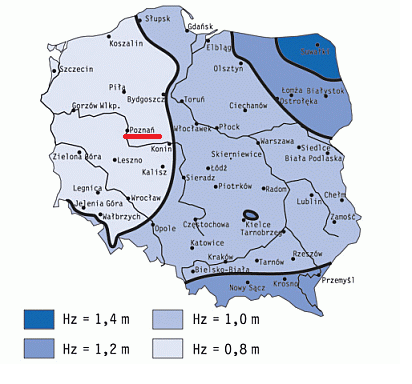 Słupsk
Gdańsk
Koszalin
Elbląg
Suwałki
Szczecin
Olsztyn
Piła
Bydgoszcz
Toruń
Łomża Białystok
Ostrołęka
Gorzów Wlkp.
Ciechanów
Poznań
Włocławek
Płock
Konin
Warszawa
Siedlce
Zielona Góra
Leszno
Skierniewice
Biała Podlaska
Kalisz
Łódź
Sieradz
Legnica
Piotrków
Radom
Jelenia Góra
Wrocław
Lublin
Chełm
Wałbrzych
Częstochowa
Kielce
Zamość
Opole
Tarnobrzeg
Katowice
Kraków
Tarnów
Rzeszów
Bielsko-Biała
Przemyśl
Nowy Sącz
Krosno
Hz = 1,4 m
Hz = 1,0 m
Hz = 1,2 m
Hz = 0,8 m